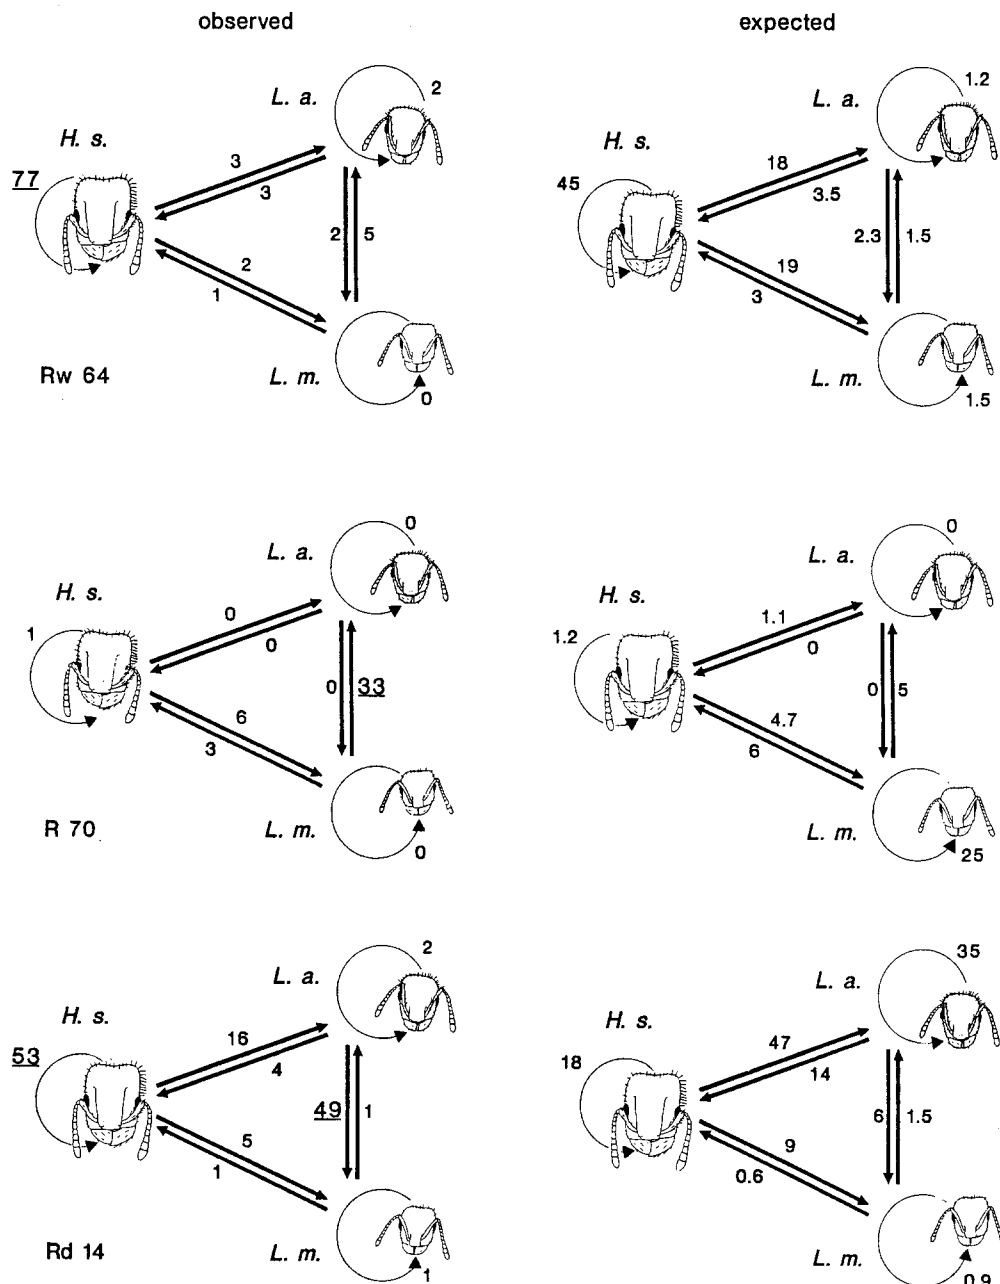 observed expected
2 1.2
L. a. L. a.
H. s. H. s.
3 18
77 45
3 3.5
2 5 2.3 1.5
2 19
1 3
Rw 64 L. m. L. m.
0 1.5
0 0
L. a. L. a.
H. s. H. s.
0 1.1
1 1.2
0 0
0 33 0 5
6 4.7
3 6
R 70 L. m. L. m.
0 25
2 35
L. a. L. a.
H. s. H. s.
16 47
53 18
4 14
49 1 6 1.5
5 9
1 0.6
Rd 14 L. m. L. m.
1 0.9